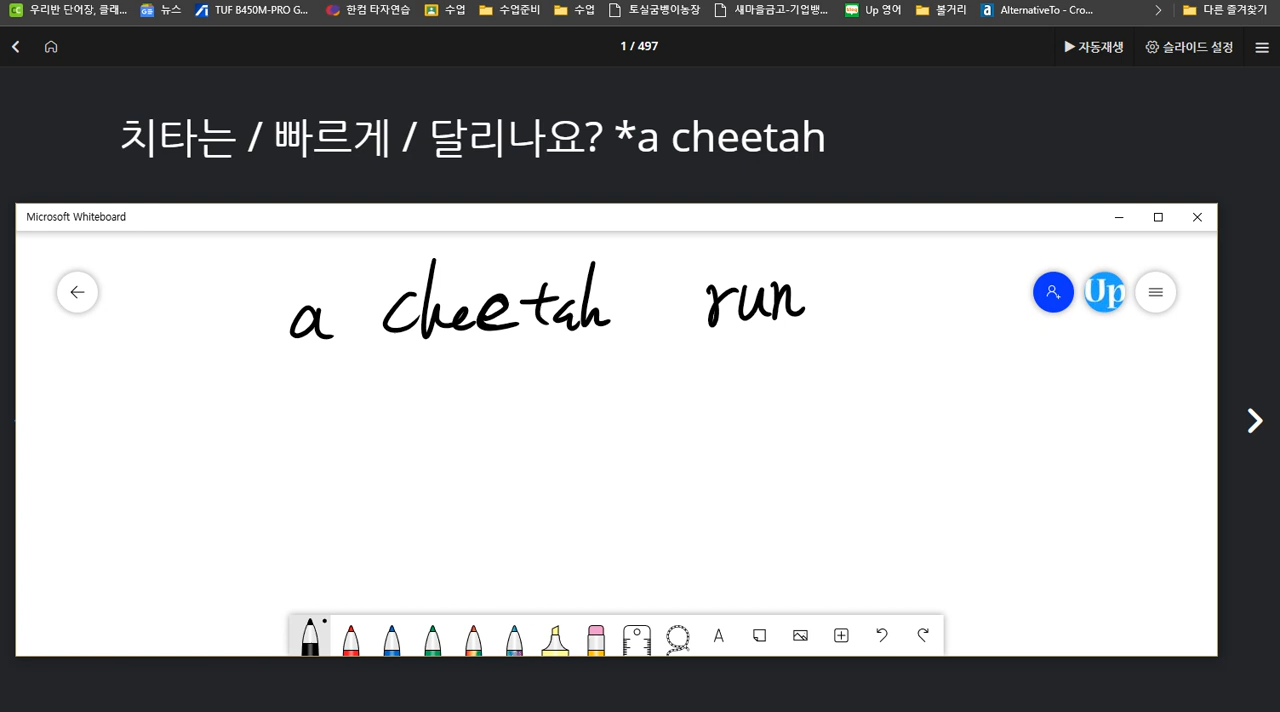 우리반 단어장, 클래... 뉴스 TUF B450M-PRO G... 한컴 타자연습 수업 수업준비 수업 토실굼벵이농장 새마을금고-기업뱅... Up 영어 볼거리 AlternativeTo - Cro... 다른 즐겨찾기
1 / 497 자동재생 슬라이드 설정
치타는 / 빠르게 / 달리나요? *a cheetah
Microsoft Whiteboard
a cheetah run
Up
A